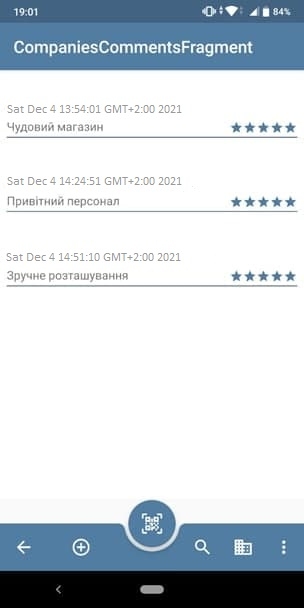 19:01
84%
CompaniesCommentsFragment
Sat Dec 4 13:54:01 GMT+2:00 2021
Чудовий магазин
Sat Dec 4 14:24:51 GMT+2:00 2021
Привітний персонал
Sat Dec 4 14:51:10 GMT+2:00 2021
Зручне розташування